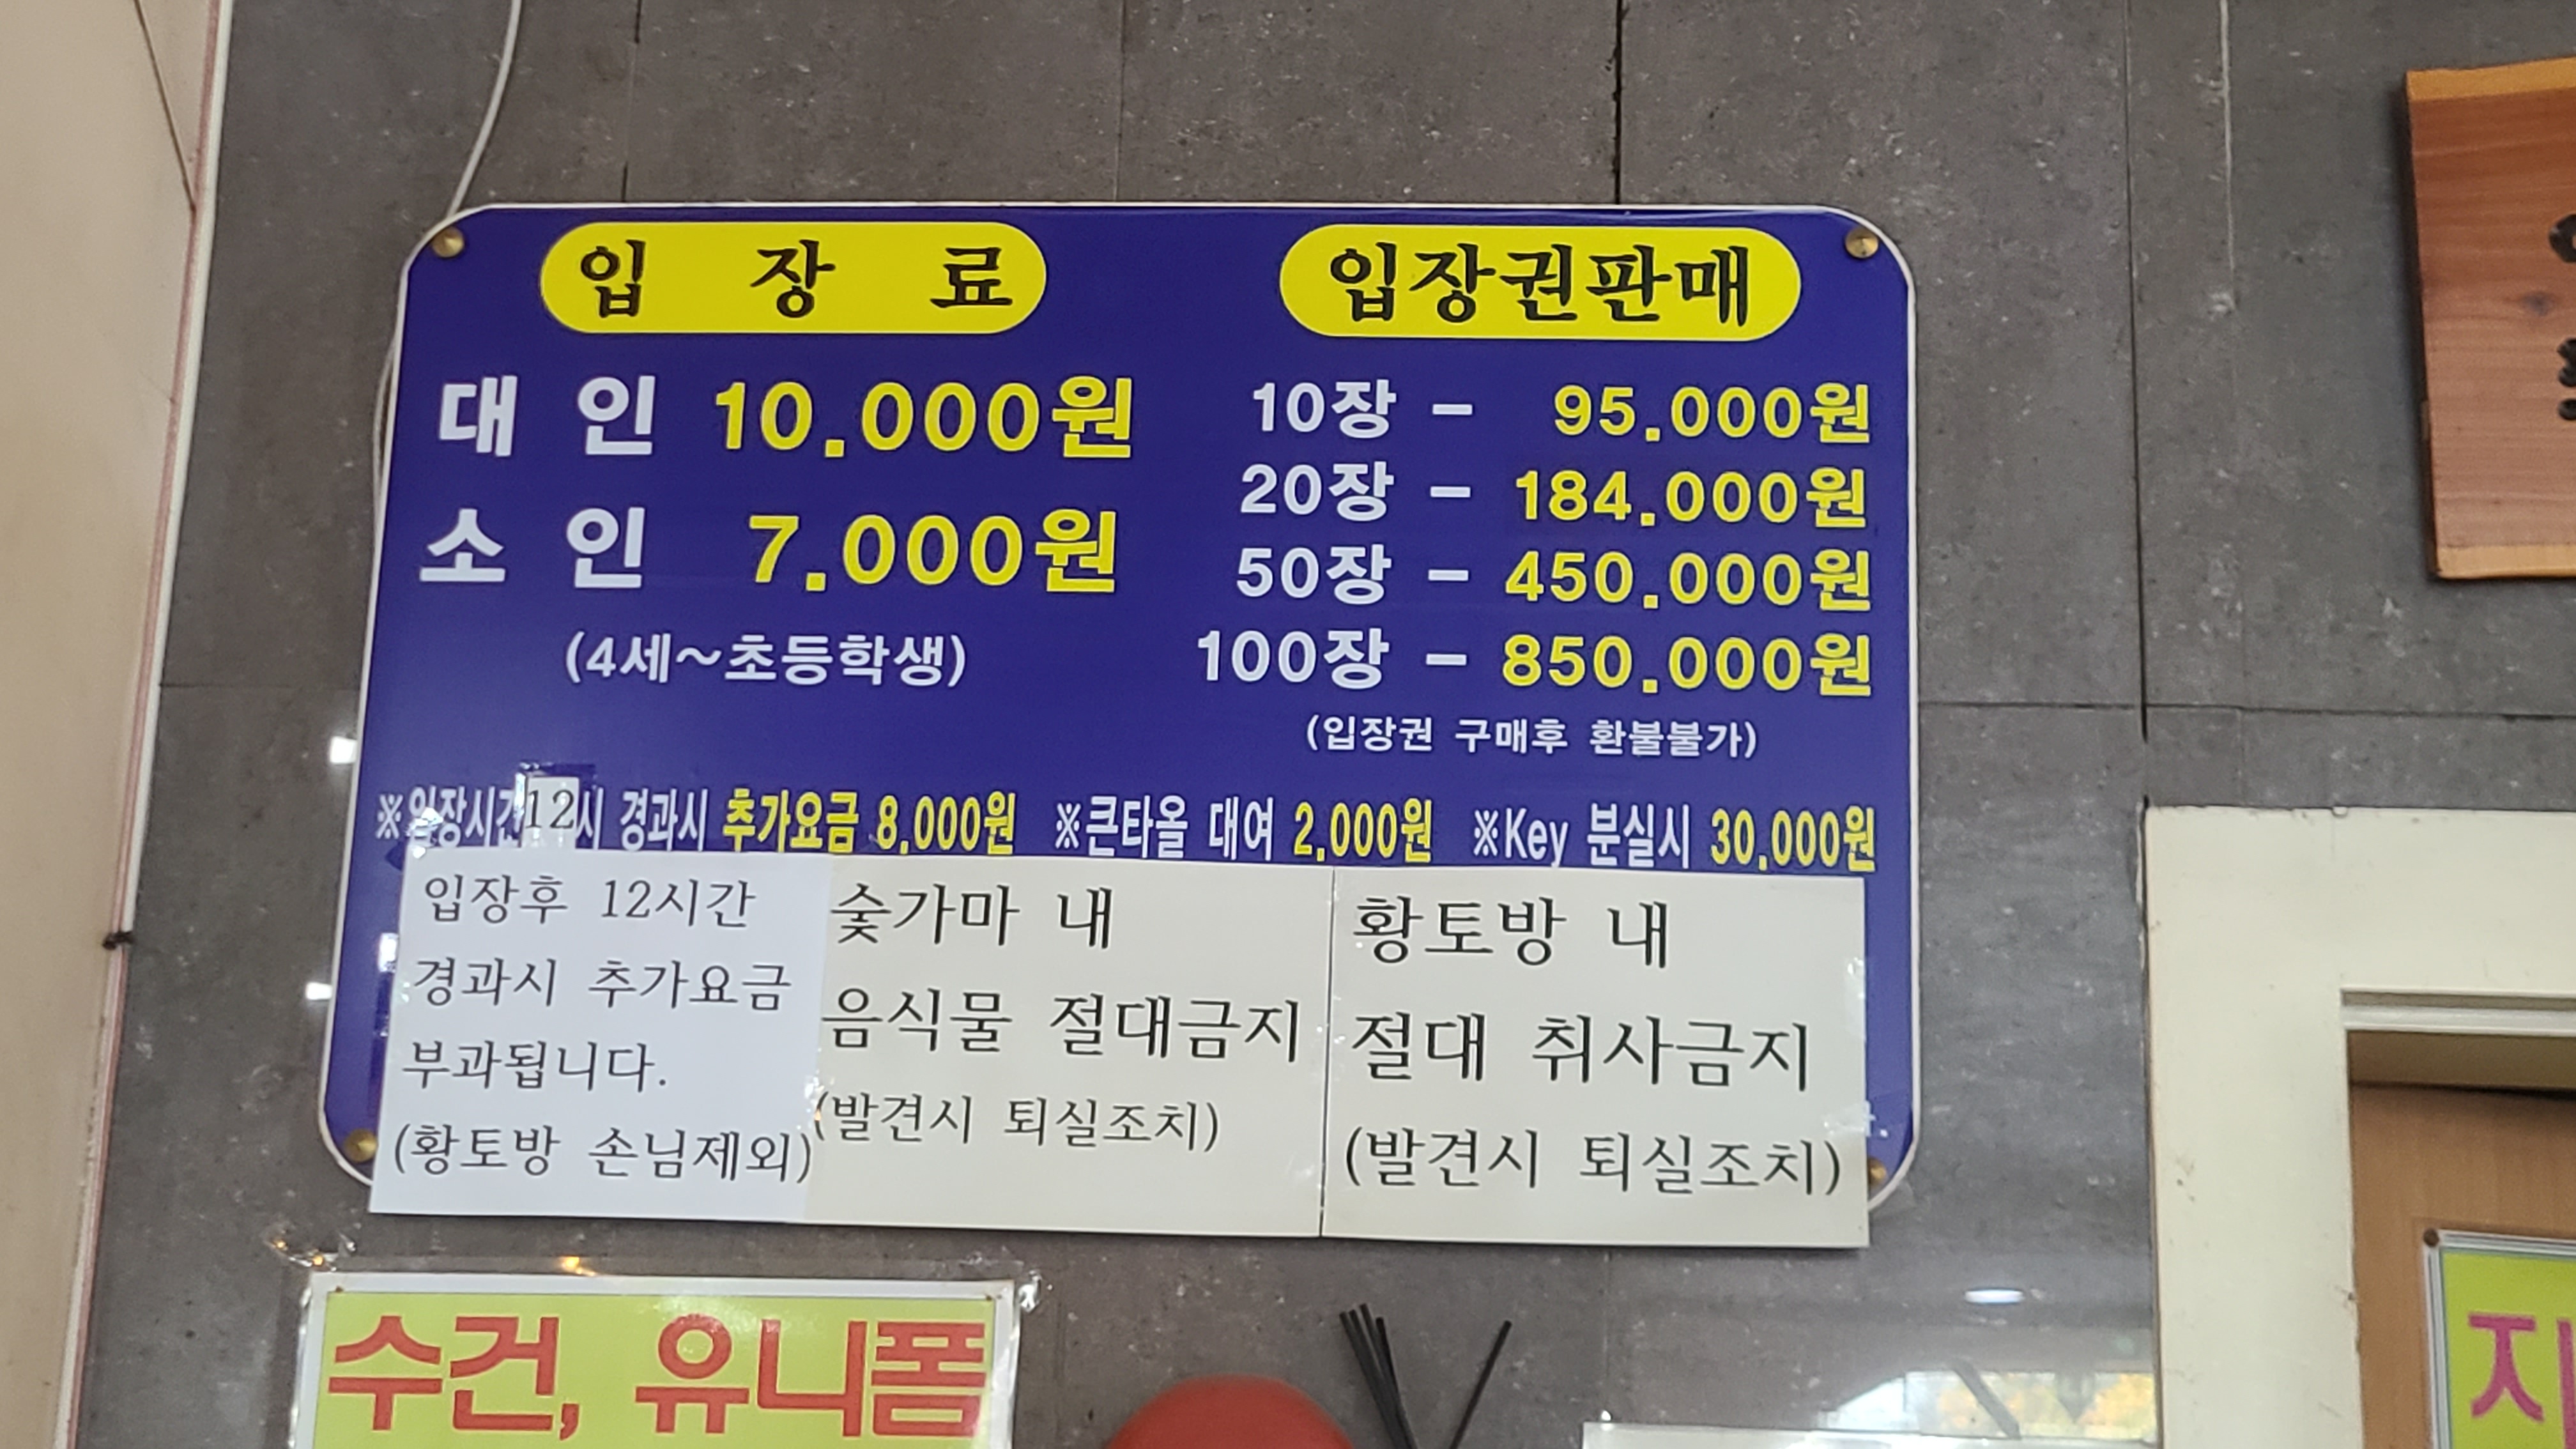 입 장 료
대 인 10.000원
소 인 7.000원
(4세~초등학생)
입장권판매
10장 - 95.000원
20장 - 184.000원
50장 - 450.000원
100장 - 850.000원
(입장권 구매후 환불불가)
※입장시간 12시 경과시 추가요금 8,000원 ※큰타올 대여 2,000원 ※Key 분실시 30,000원
입장후 12시간
경과시 추가요금
부과됩니다.
(황토방 손님제외)
숯가마 내
음식물 절대금지
(발견시 퇴실조치)
황토방 내
절대 취사금지
(발견시 퇴실조치)
수건, 유니폼
지